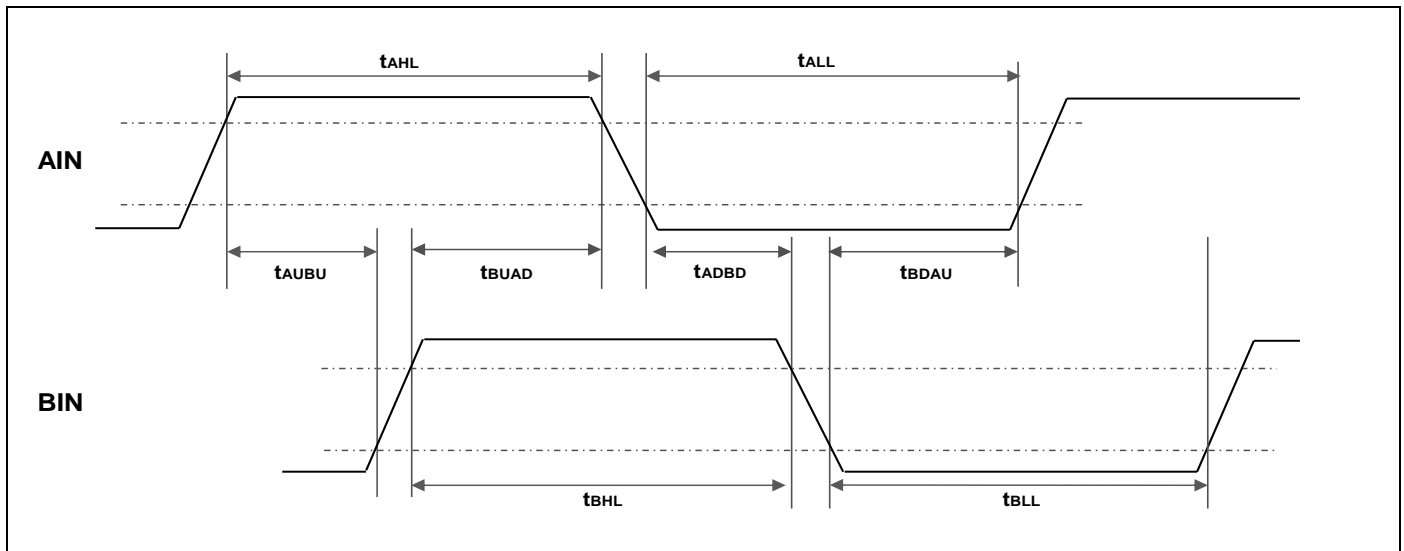 tAHL
tALL
AIN
tAUBU
tBUAD
tADBD
tBDAU
BIN
tBHL
tBLL